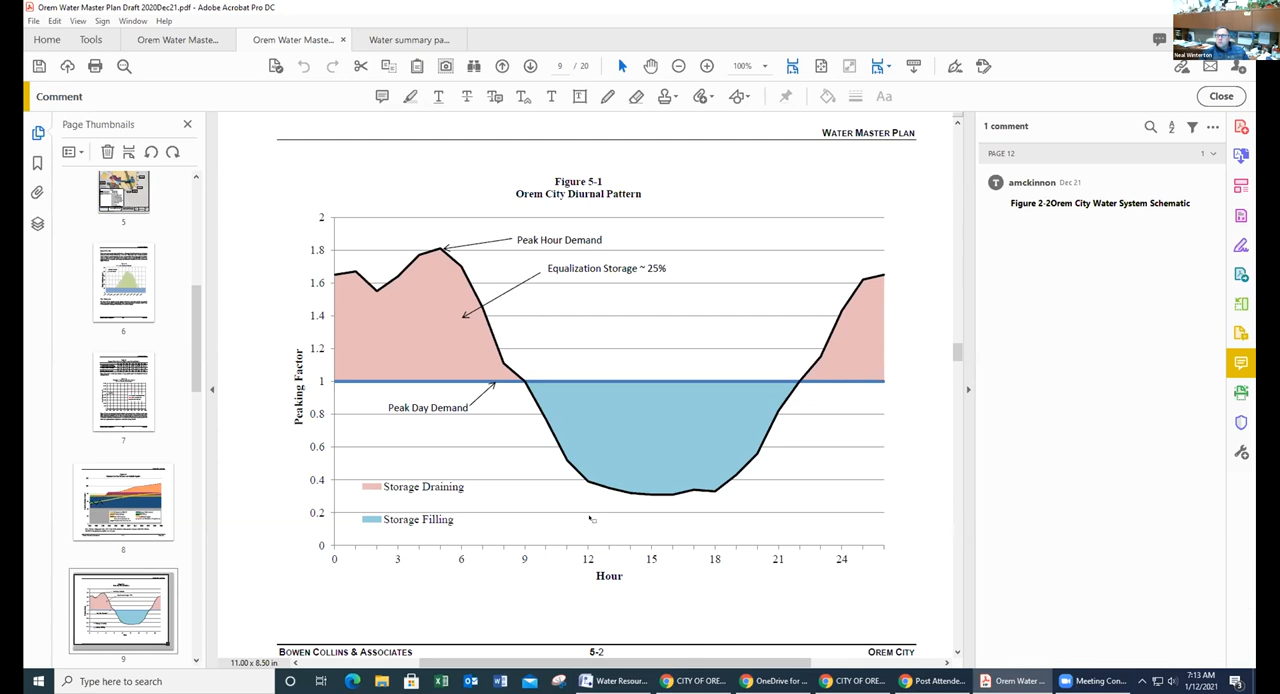 Orem Water Master Plan Draft 2020Dec21.pdf - Adobe Acrobat Pro DC
File Edit View Sign Window Help
Home Tools Orem Water Maste... Orem Water Maste... × Water summary pa...
Neal Winterton
9 / 20 100%
Comment Close
Page Thumbnails
5
6
7
8
9
WATER MASTER PLAN
Figure 5-1
Orem City Diurnal Pattern
Peaking Factor
2
1.8
1.6
1.4
1.2
1
0.8
0.6
0.4
0.2
0
Peak Hour Demand
Equalization Storage ~ 25%
Peak Day Demand
Storage Draining
Storage Filling
0 3 6 9 12 15 18 21 24
Hour
BOWEN COLLINS & ASSOCIATES 5-2 OREM CITY
11.00 x 8.50 in
1 comment
PAGE 12 1
T amckinnon Dec 21
Figure 2-2Orem City Water System Schematic
Type here to search
Water Resour... CITY OF ORE... OneDrive for ... CITY OF ORE... Post Attende... Orem Water ... Meeting Con...
7:13 AM
1/12/2021
3